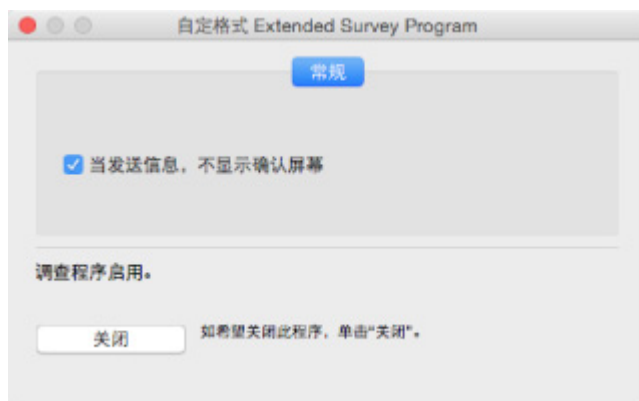 自定格式 Extended Survey Program
常规
当发送信息，不显示确认屏幕
调查程序启用。
关闭
如希望关闭此程序，单击“关闭”。